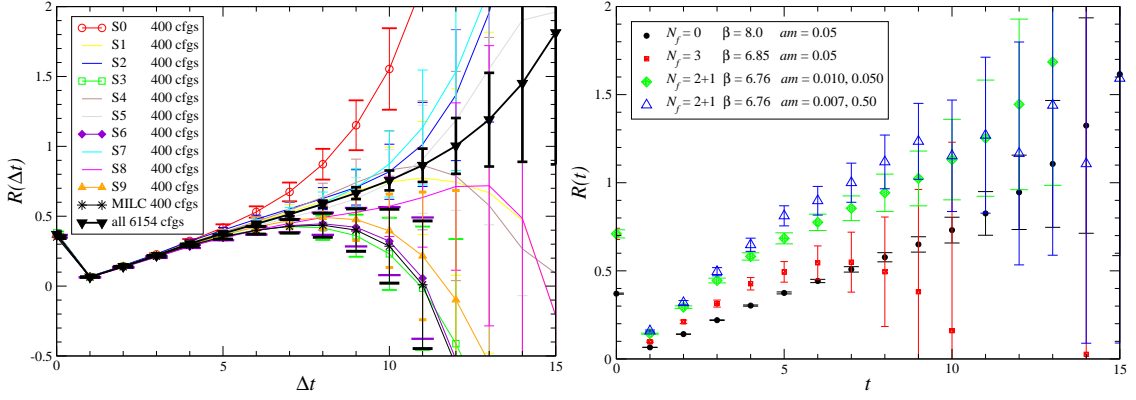 S0 400 cfgs
S1 400 cfgs
S2 400 cfgs
S3 400 cfgs
S4 400 cfgs
S5 400 cfgs
S6 400 cfgs
S7 400 cfgs
S8 400 cfgs
S9 400 cfgs
MILC 400 cfgs
all 6154 cfgs
2
1.5
1
0.5
0
-0.5
R(Δt)
0 5 10 15
Δt
N_f = 0 β = 8.0 am = 0.05
N_f = 3 β = 6.85 am = 0.05
N_f = 2+1 β = 6.76 am = 0.010, 0.050
N_f = 2+1 β = 6.76 am = 0.007, 0.50
2
1.5
1
0.5
0
R(t)
0 5 10 15
t